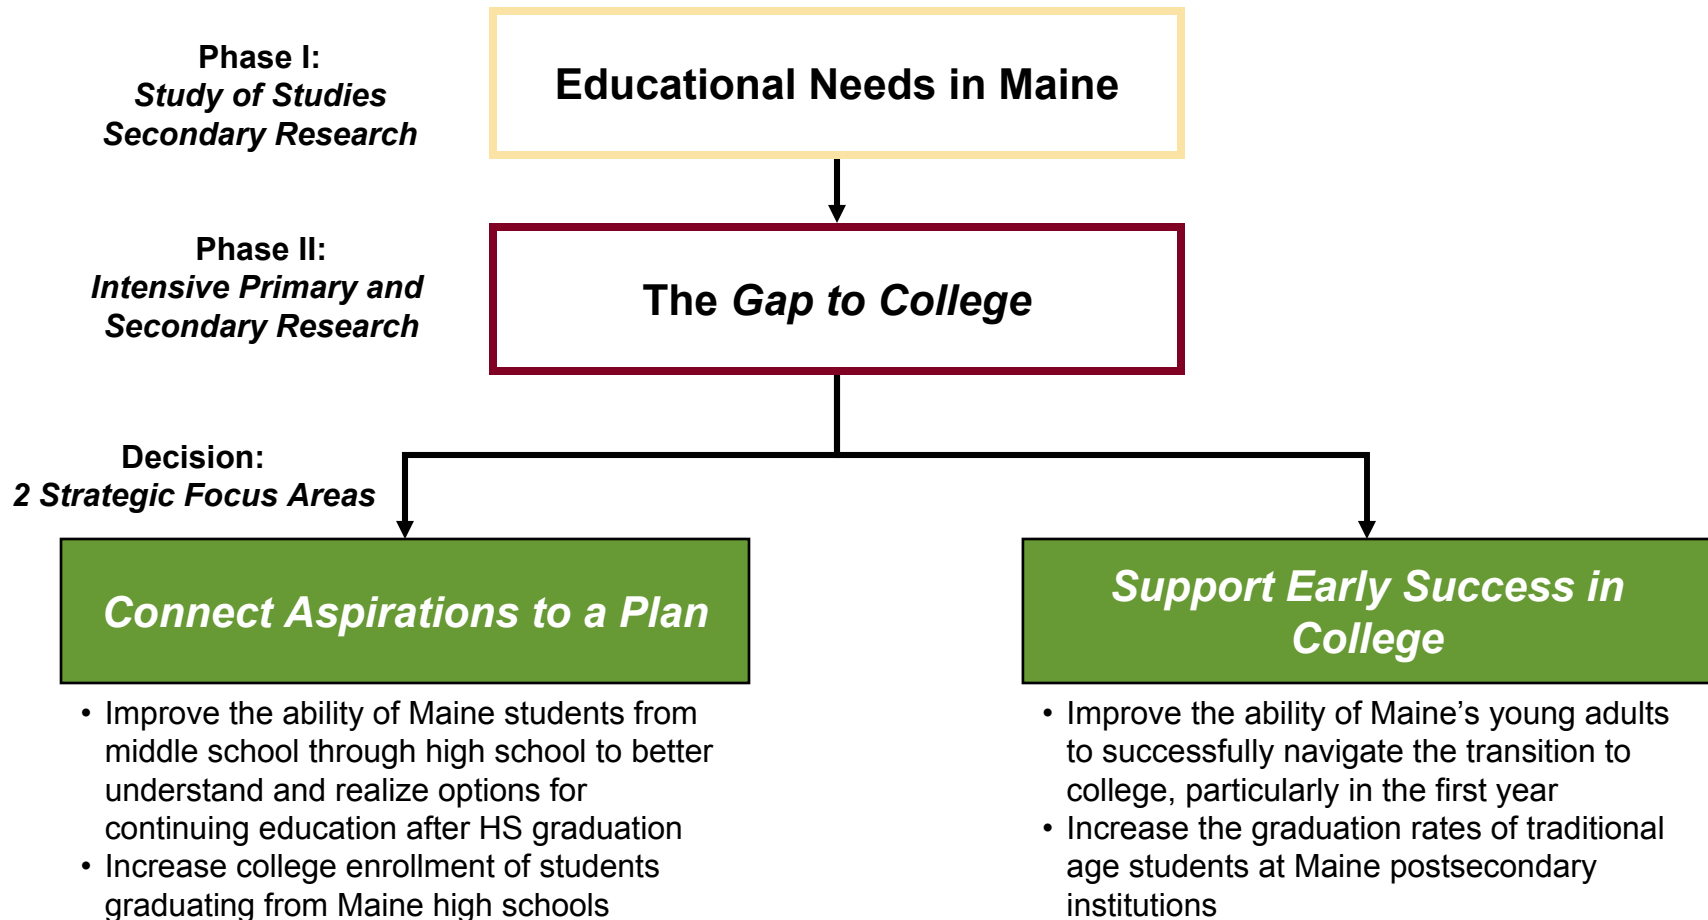 Phase I:
Study of Studies
Secondary Research
Educational Needs in Maine
Phase II:
Intensive Primary and
Secondary Research
The Gap to College
Decision:
2 Strategic Focus Areas
Connect Aspirations to a Plan
• Improve the ability of Maine students from
middle school through high school to better
understand and realize options for
continuing education after HS graduation
• Increase college enrollment of students
graduating from Maine high schools
Support Early Success in
College
• Improve the ability of Maine’s young adults
to successfully navigate the transition to
college, particularly in the first year
• Increase the graduation rates of traditional
age students at Maine postsecondary
institutions